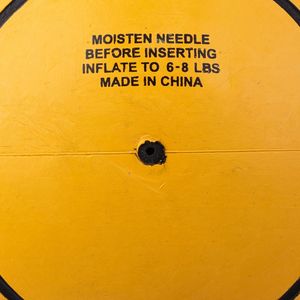 MOISTEN NEEDLE
BEFORE INSERTING
INFLATE TO 6-8 LBS
MADE IN CHINA